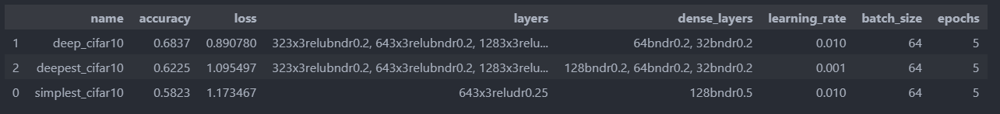 name accuracy loss layers dense_layers learning_rate batch_size epochs
1 deep_cifar10 0.6837 0.890780 323x3relubndr0.2, 643x3relubndr0.2, 1283x3relu... 64bndr0.2, 32bndr0.2 0.010 64 5
2 deepest_cifar10 0.6225 1.095497 323x3relubndr0.2, 643x3relubndr0.2, 1283x3relu... 128bndr0.2, 64bndr0.2, 32bndr0.2 0.001 64 5
0 simplest_cifar10 0.5823 1.173467 643x3reludr0.25 128bndr0.5 0.010 64 5